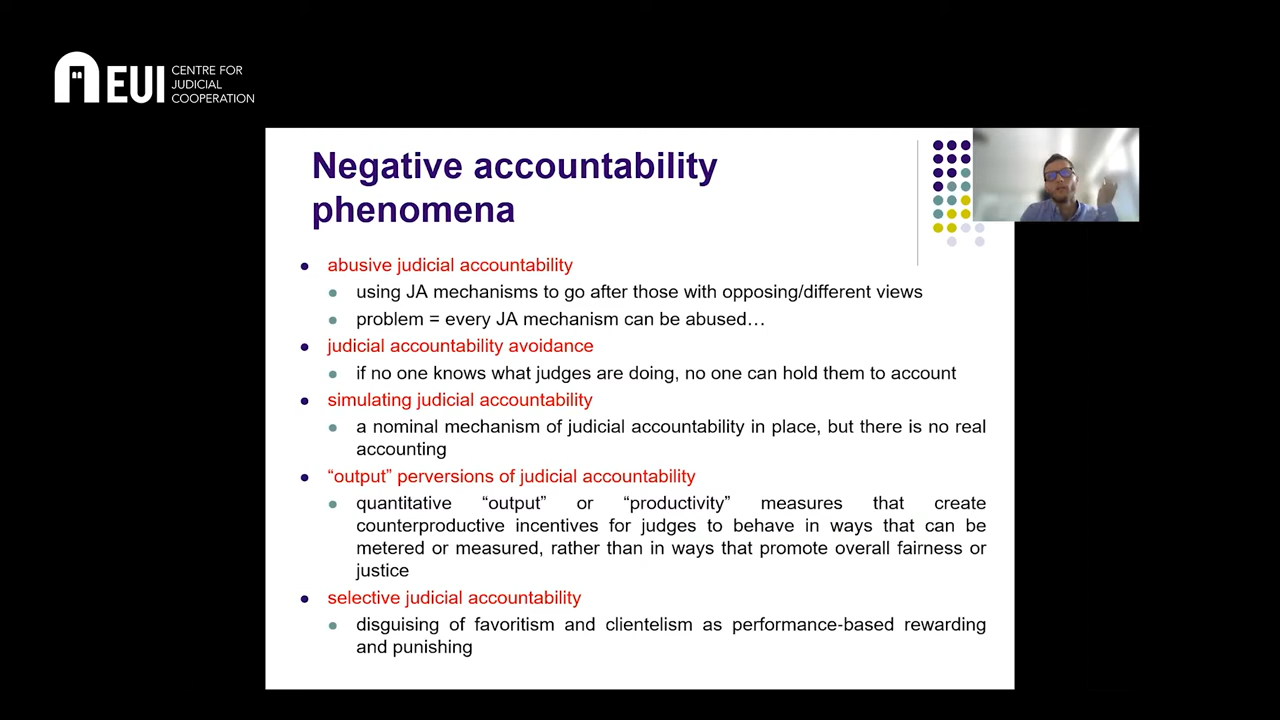 EUI
CENTRE FOR
JUDICIAL
COOPERATION
Negative accountability
phenomena
abusive judicial accountability
using JA mechanisms to go after those with opposing/different views
problem = every JA mechanism can be abused…
judicial accountability avoidance
if no one knows what judges are doing, no one can hold them to account
simulating judicial accountability
a nominal mechanism of judicial accountability in place, but there is no real
accounting
“output” perversions of judicial accountability
quantitative “output” or “productivity” measures that create
counterproductive incentives for judges to behave in ways that can be
metered or measured, rather than in ways that promote overall fairness or
justice
selective judicial accountability
disguising of favoritism and clientelism as performance-based rewarding
and punishing